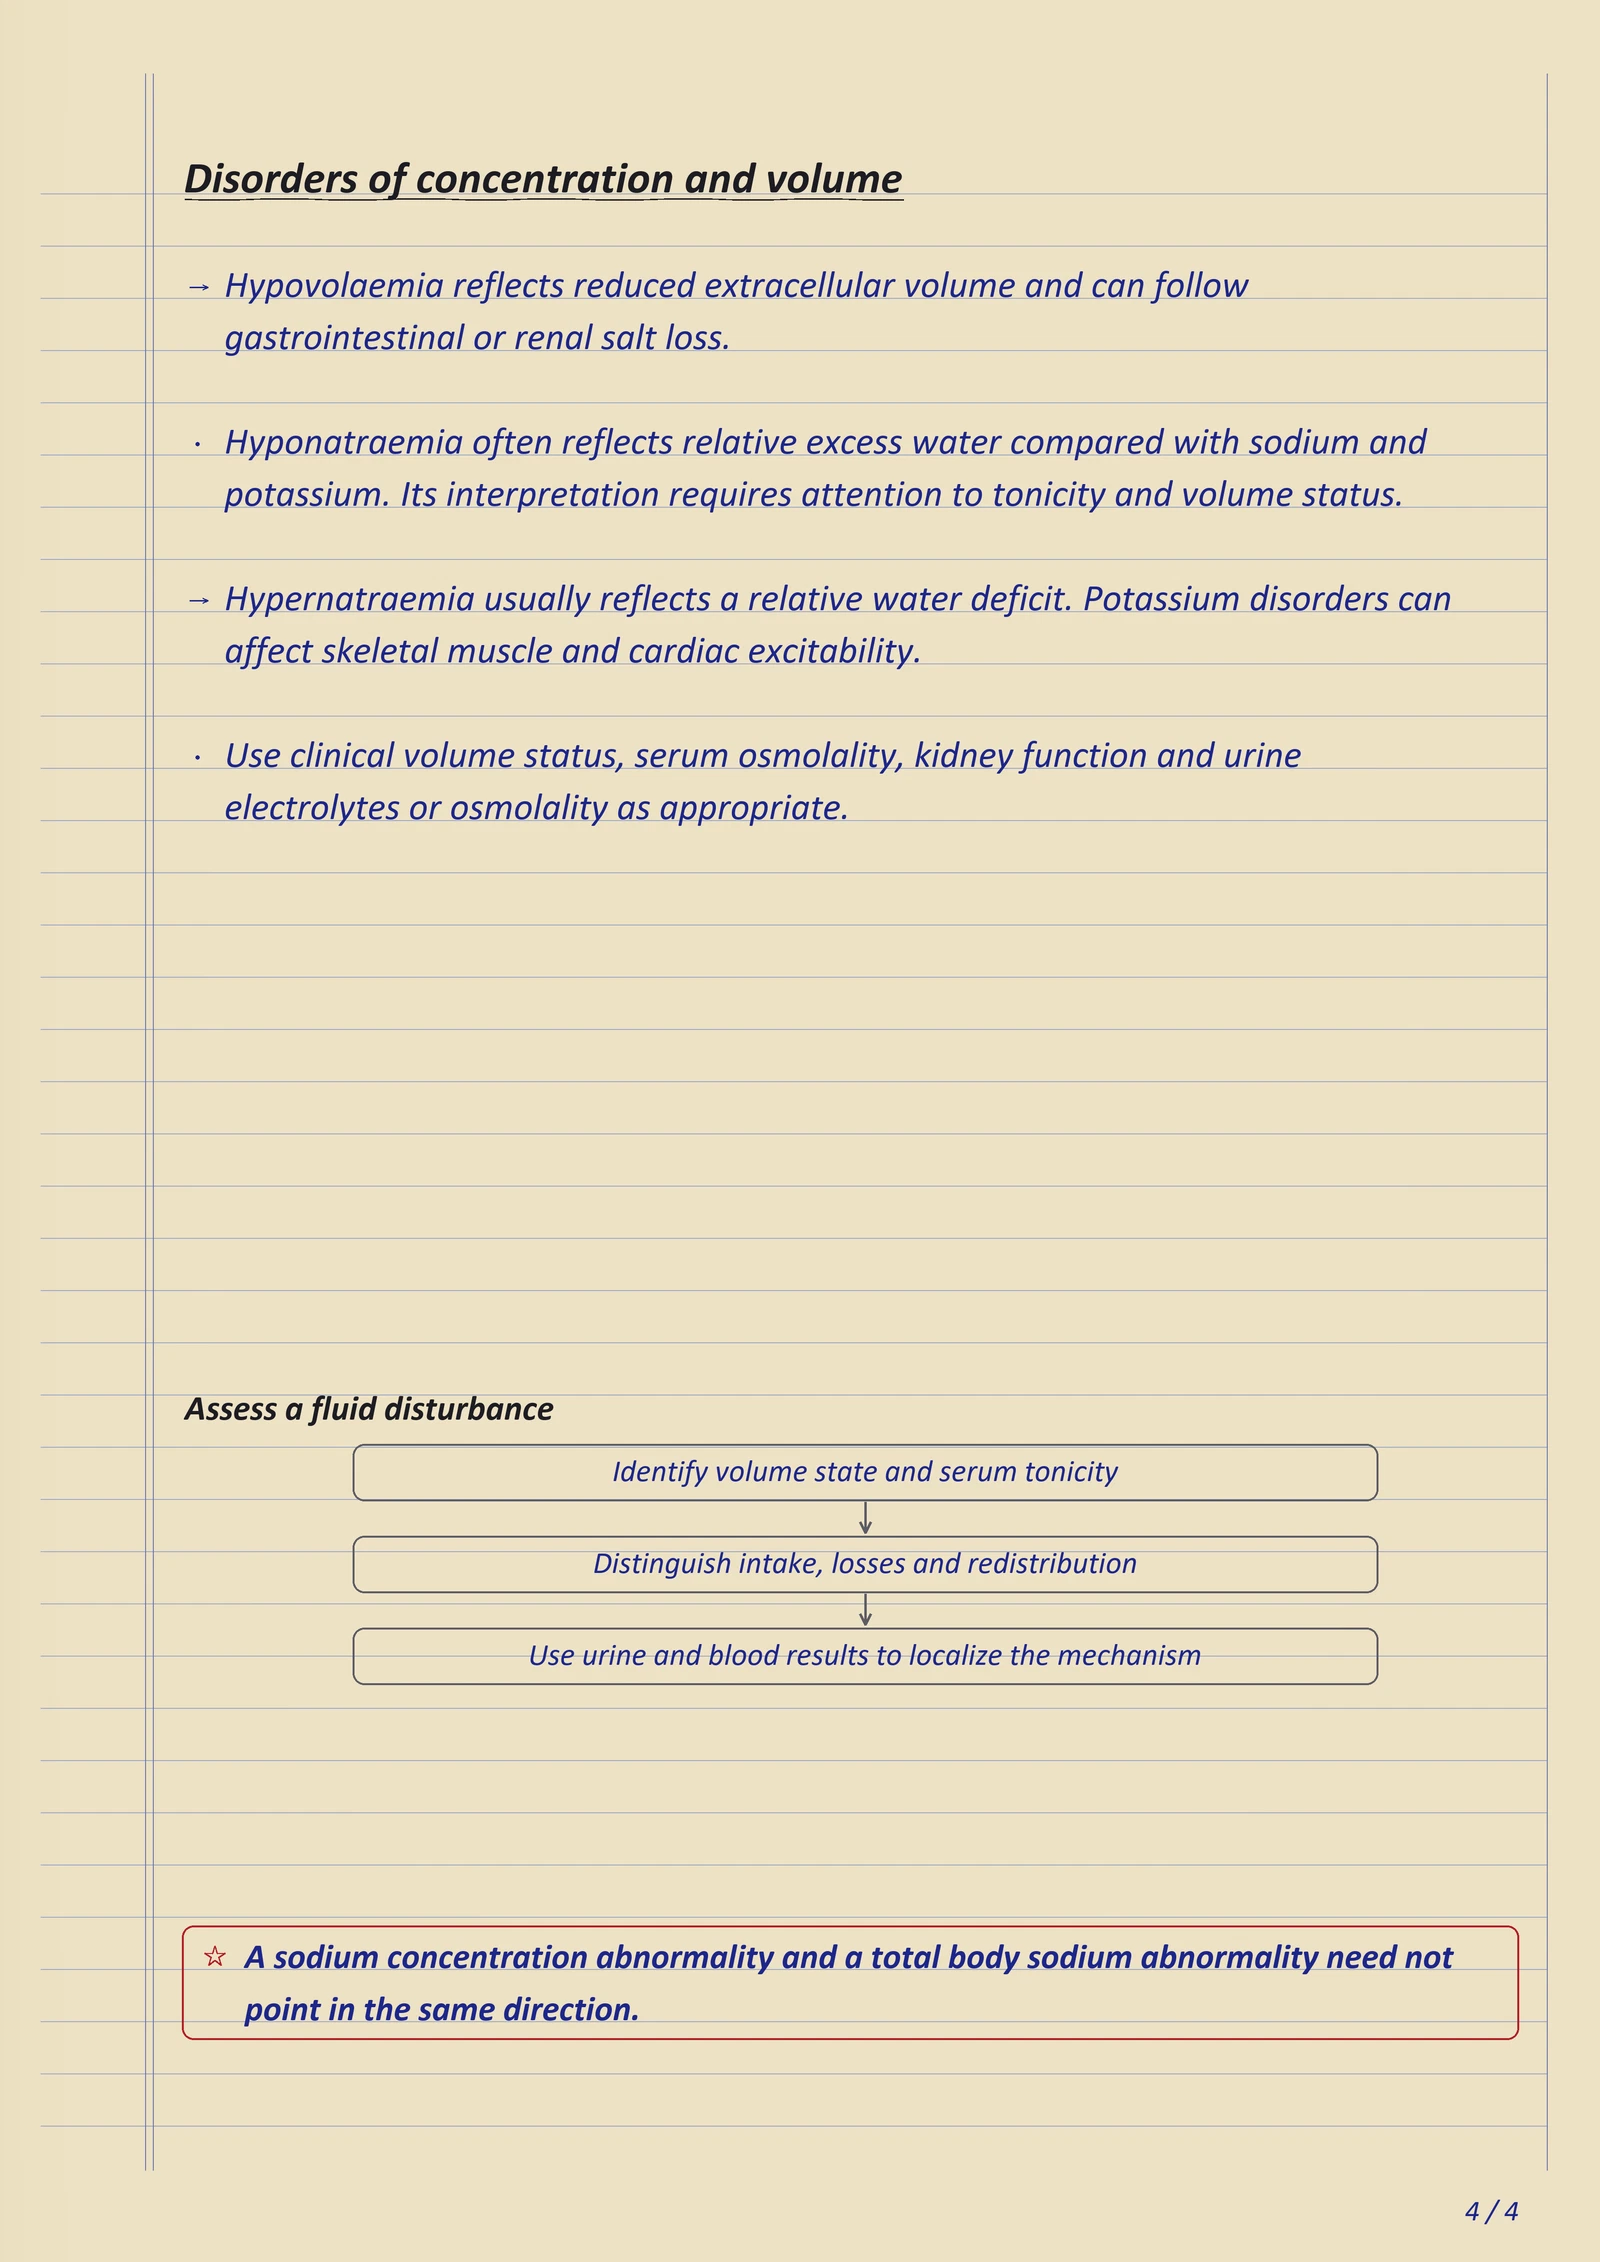 Disorders of concentration and volume
→ Hypovolaemia reflects reduced extracellular volume and can follow
gastrointestinal or renal salt loss.
· Hyponatraemia often reflects relative excess water compared with sodium and
potassium. Its interpretation requires attention to tonicity and volume status.
→ Hypernatraemia usually reflects a relative water deficit. Potassium disorders can
affect skeletal muscle and cardiac excitability.
· Use clinical volume status, serum osmolality, kidney function and urine
electrolytes or osmolality as appropriate.
Assess a fluid disturbance
Identify volume state and serum tonicity
Distinguish intake, losses and redistribution
Use urine and blood results to localize the mechanism
☆ A sodium concentration abnormality and a total body sodium abnormality need not
point in the same direction.
4 / 4